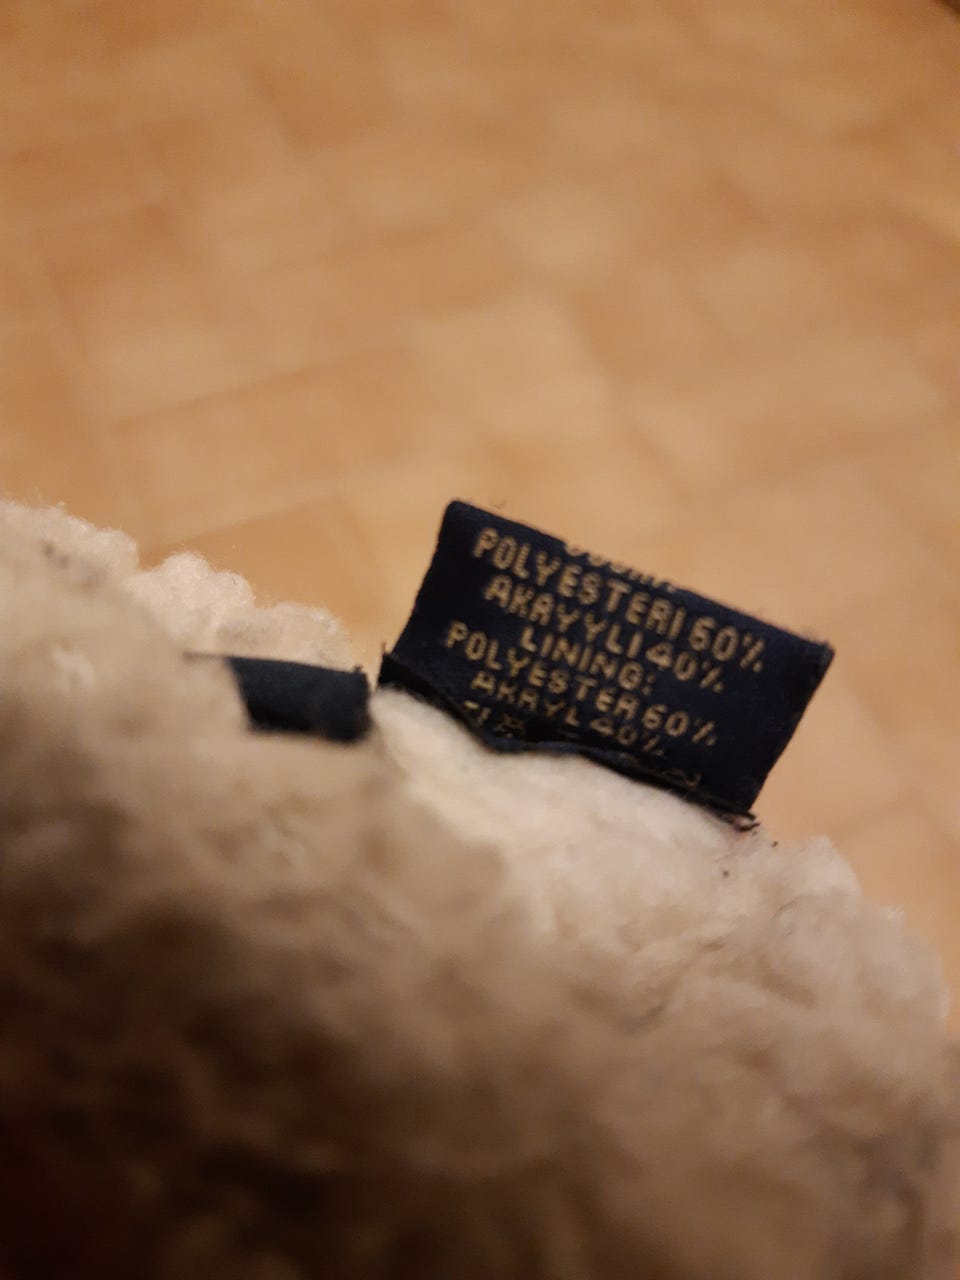 POLYESTERI 60%
AKRYYLI 40%
LINING:
POLYESTER 60%
AKRYL 40%